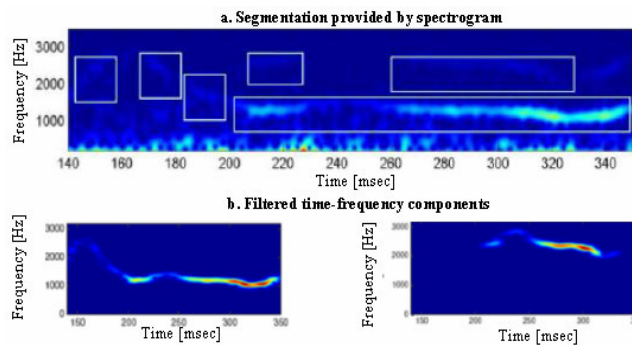 a. Segmentation provided by spectrogram
Frequency [Hz]
3000
2000
1000
140 160 180 200 220 240 260 280 300 320 340
Time [msec]
b. Filtered time-frequency components
Frequency [Hz]
3000
2000
1000
0
150 200 250 300 350
Time [msec]
Frequency [Hz]
3000
2000
1000
0
150 250 350
Time [msec]